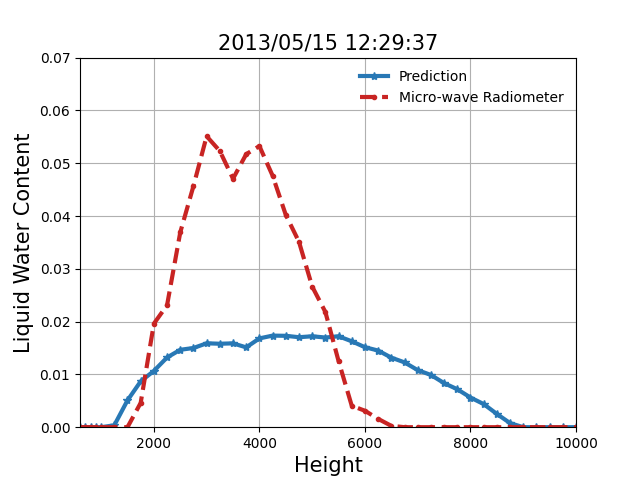 2013/05/15 12:29:37
0.07
0.06
0.05
0.04
0.03
0.02
0.01
0.00
Liquid Water Content
Prediction
Micro-wave Radiometer
2000 4000 6000 8000 10000
Height